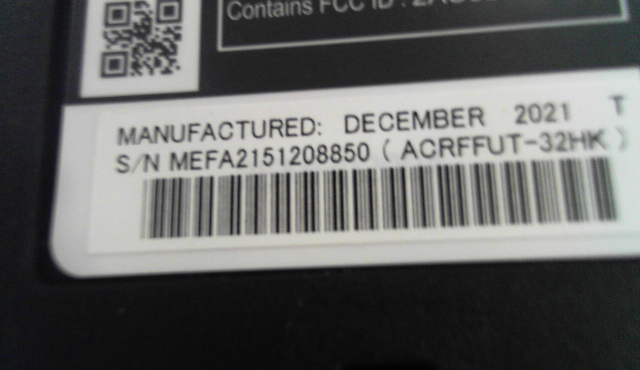 Contains FCC ID : 
MANUFACTURED: DECEMBER 2021 T
S/N MEFA2151208850 ( ACRFFUT-32HK )